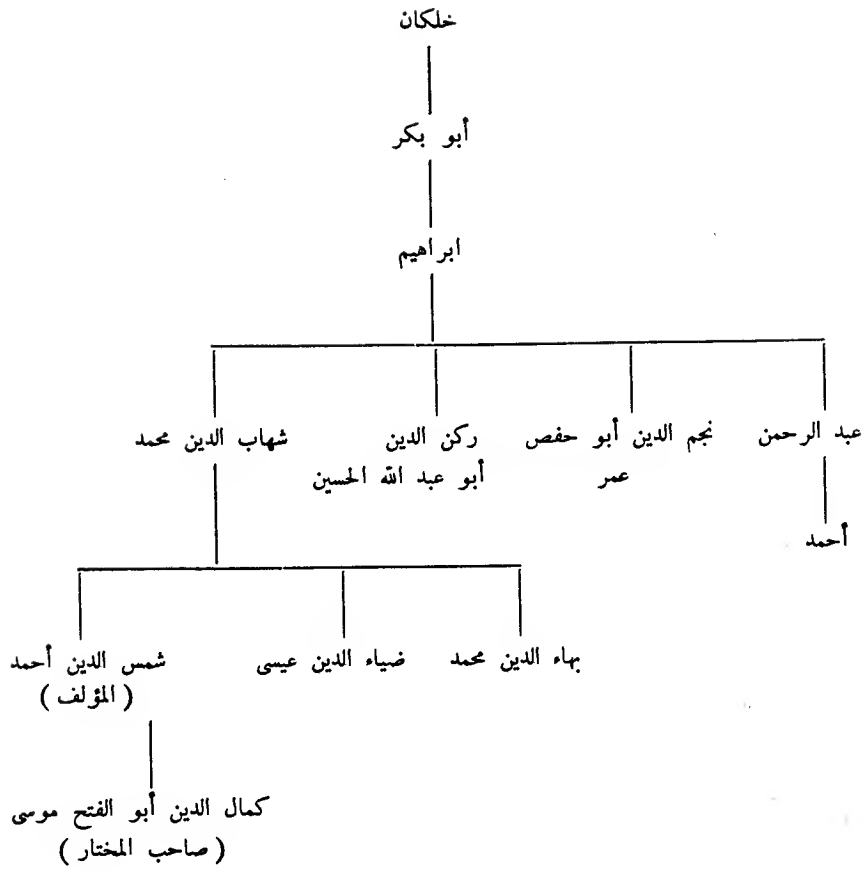 خلكان
أبو بكر
ابراهيم
عبد الرحمن
نجم الدين أبو حفص
عمر
ركن الدين
أبو عبد الله الحسين
شهاب الدين محمد
أحمد
بهاء الدين محمد
ضياء الدين عيسى
شمس الدين أحمد
( المؤلف )
كمال الدين أبو الفتح موسى
( صاحب المختار )